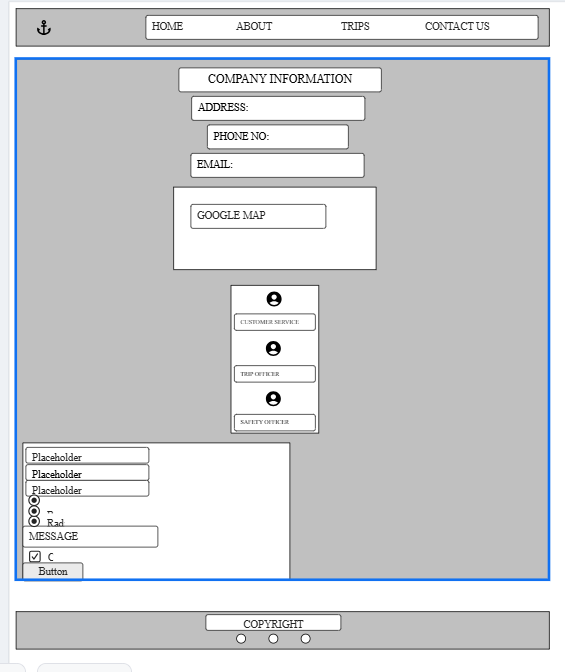 HOME ABOUT TRIPS CONTACT US
COMPANY INFORMATION
ADDRESS:
PHONE NO:
EMAIL:
GOOGLE MAP
CUSTOMER SERVICE
TRIP OFFICER
SAFETY OFFICER
Placeholder
Placeholder
Placeholder
Rad
MESSAGE
C
Button
COPYRIGHT